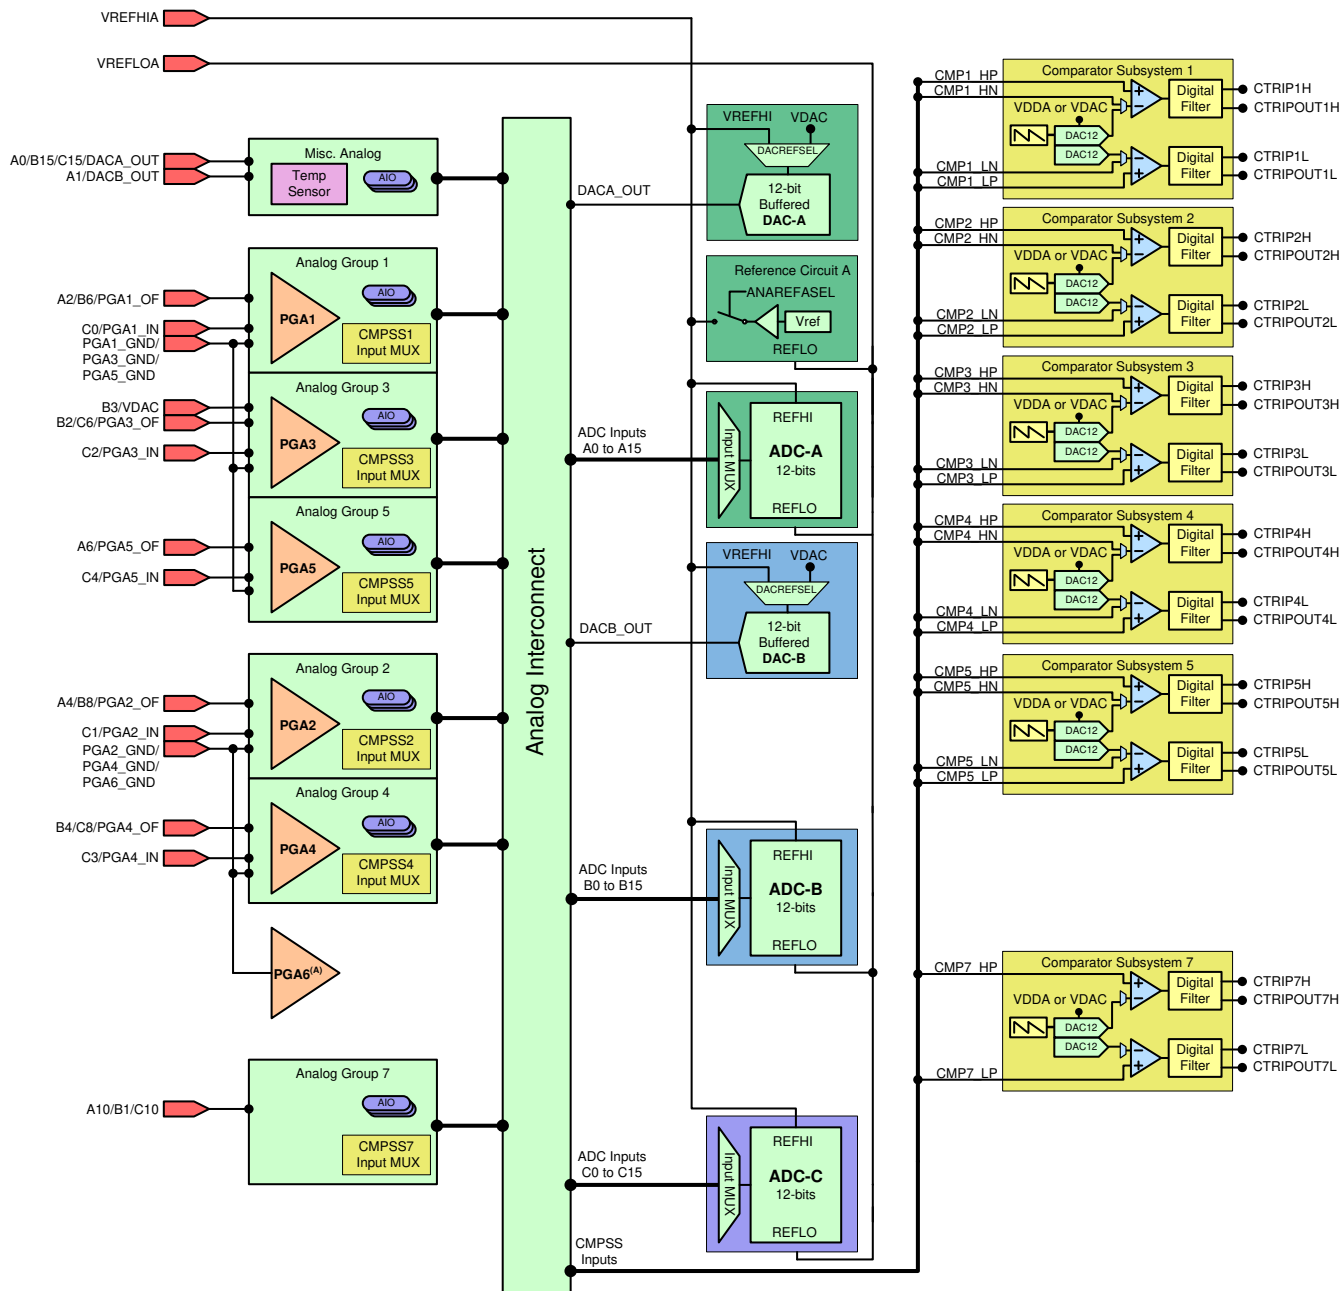 VREFHIA
VREFLOA
A0/B15/C15/DACA_OUT
A1/DACB_OUT
Misc. Analog
Temp
Sensor
AIO
Analog Group 1
A2/B6/PGA1_OF
C0/PGA1_IN
PGA1_GND/
PGA3_GND/
PGA5_GND
PGA1
AIO
CMPSS1
Input MUX
Analog Group 3
B3/VDAC
B2/C6/PGA3_OF
C2/PGA3_IN
PGA3
AIO
CMPSS3
Input MUX
Analog Group 5
A6/PGA5_OF
C4/PGA5_IN
PGA5
AIO
CMPSS5
Input MUX
Analog Group 2
A4/B8/PGA2_OF
C1/PGA2_IN
PGA2_GND/
PGA4_GND/
PGA6_GND
PGA2
AIO
CMPSS2
Input MUX
Analog Group 4
B4/C8/PGA4_OF
C3/PGA4_IN
PGA4
AIO
CMPSS4
Input MUX
PGA6(A)
Analog Group 7
A10/B1/C10
AIO
CMPSS7
Input MUX
Analog Interconnect
DACA_OUT
VREFHI
VDAC
DACREFSEL
12-bit
Buffered
DAC-A
Reference Circuit A
ANAREFASEL
Vref
REFLO
ADC Inputs
A0 to A15
Input MUX
REFHI
ADC-A
12-bits
REFLO
DACB_OUT
VREFHI
VDAC
DACREFSEL
12-bit
Buffered
DAC-B
ADC Inputs
B0 to B15
Input MUX
REFHI
ADC-B
12-bits
REFLO
ADC Inputs
C0 to C15
Input MUX
REFHI
ADC-C
12-bits
REFLO
CMPSS
Inputs
CMP1_HP
CMP1_HN
CMP1_LN
CMP1_LP
Comparator Subsystem 1
VDDA or VDAC
DAC12
DAC12
Digital
Filter
Digital
Filter
CTRIP1H
CTRIPOUT1H
CTRIP1L
CTRIPOUT1L
CMP2_HP
CMP2_HN
CMP2_LN
CMP2_LP
Comparator Subsystem 2
VDDA or VDAC
DAC12
DAC12
Digital
Filter
Digital
Filter
CTRIP2H
CTRIPOUT2H
CTRIP2L
CTRIPOUT2L
CMP3_HP
CMP3_HN
CMP3_LN
CMP3_LP
Comparator Subsystem 3
VDDA or VDAC
DAC12
DAC12
Digital
Filter
Digital
Filter
CTRIP3H
CTRIPOUT3H
CTRIP3L
CTRIPOUT3L
CMP4_HP
CMP4_HN
CMP4_LN
CMP4_LP
Comparator Subsystem 4
VDDA or VDAC
DAC12
DAC12
Digital
Filter
Digital
Filter
CTRIP4H
CTRIPOUT4H
CTRIP4L
CTRIPOUT4L
CMP5_HP
CMP5_HN
CMP5_LN
CMP5_LP
Comparator Subsystem 5
VDDA or VDAC
DAC12
DAC12
Digital
Filter
Digital
Filter
CTRIP5H
CTRIPOUT5H
CTRIP5L
CTRIPOUT5L
CMP7_HP
CMP7_LP
Comparator Subsystem 7
VDDA or VDAC
DAC12
DAC12
Digital
Filter
Digital
Filter
CTRIP7H
CTRIPOUT7H
CTRIP7L
CTRIPOUT7L